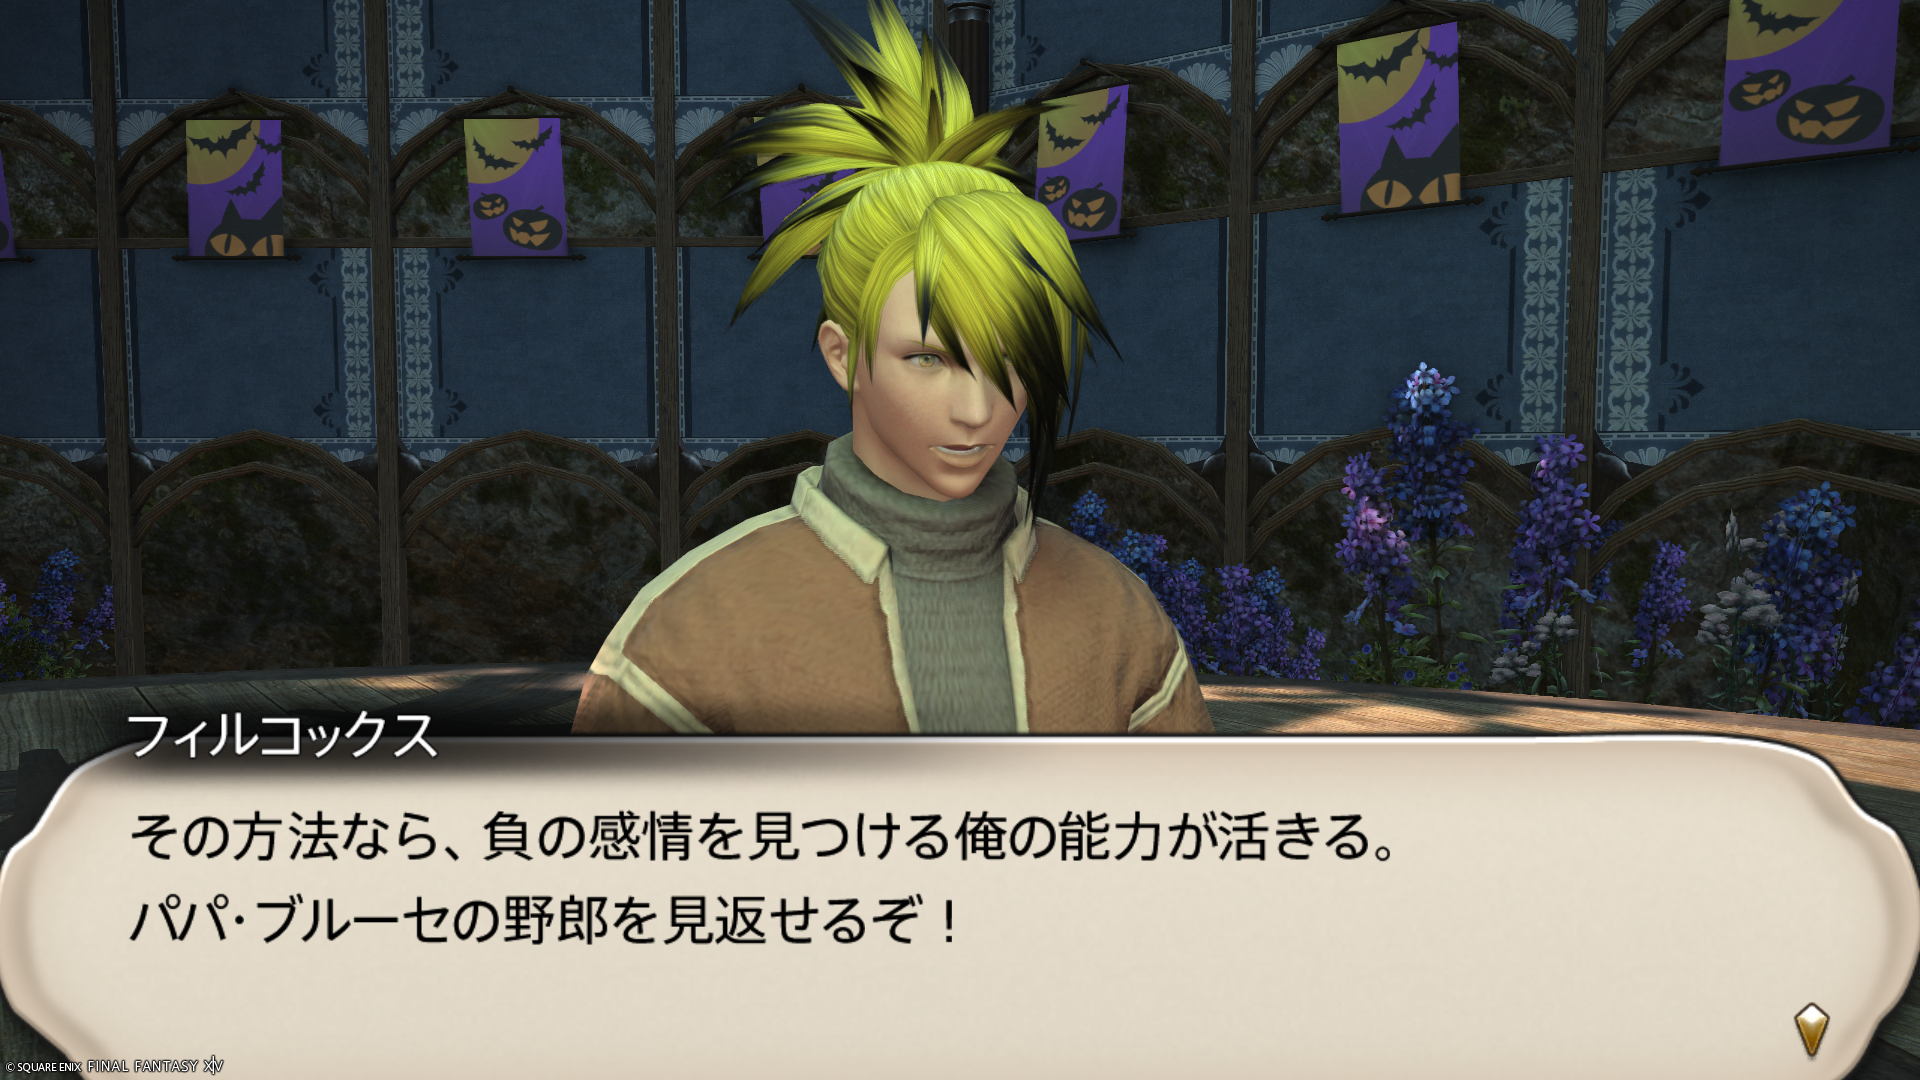 フィルコックス
その方法なら、負の感情を見つける俺の能力が活きる。
パパ・ブルーセの野郎を見返せるぞ！
© SQUARE ENIX FINAL FANTASY XIV